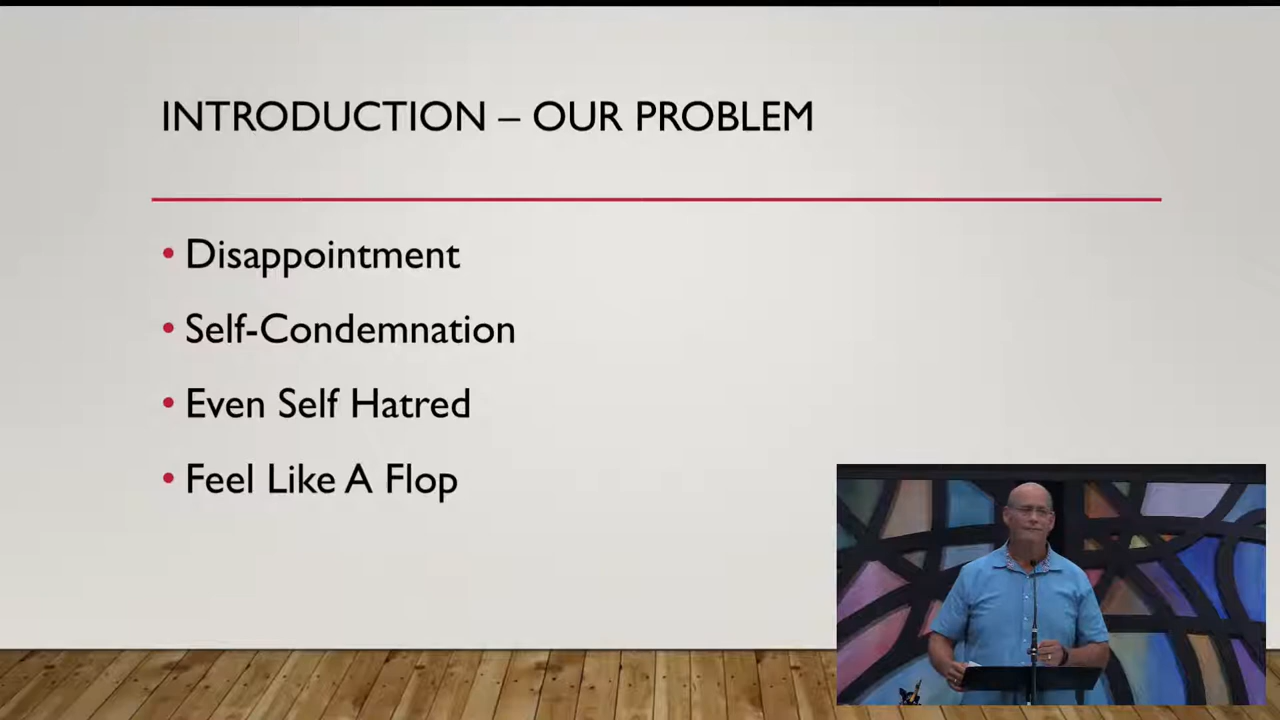 INTRODUCTION – OUR PROBLEM
• Disappointment
• Self-Condemnation
• Even Self Hatred
• Feel Like A Flop